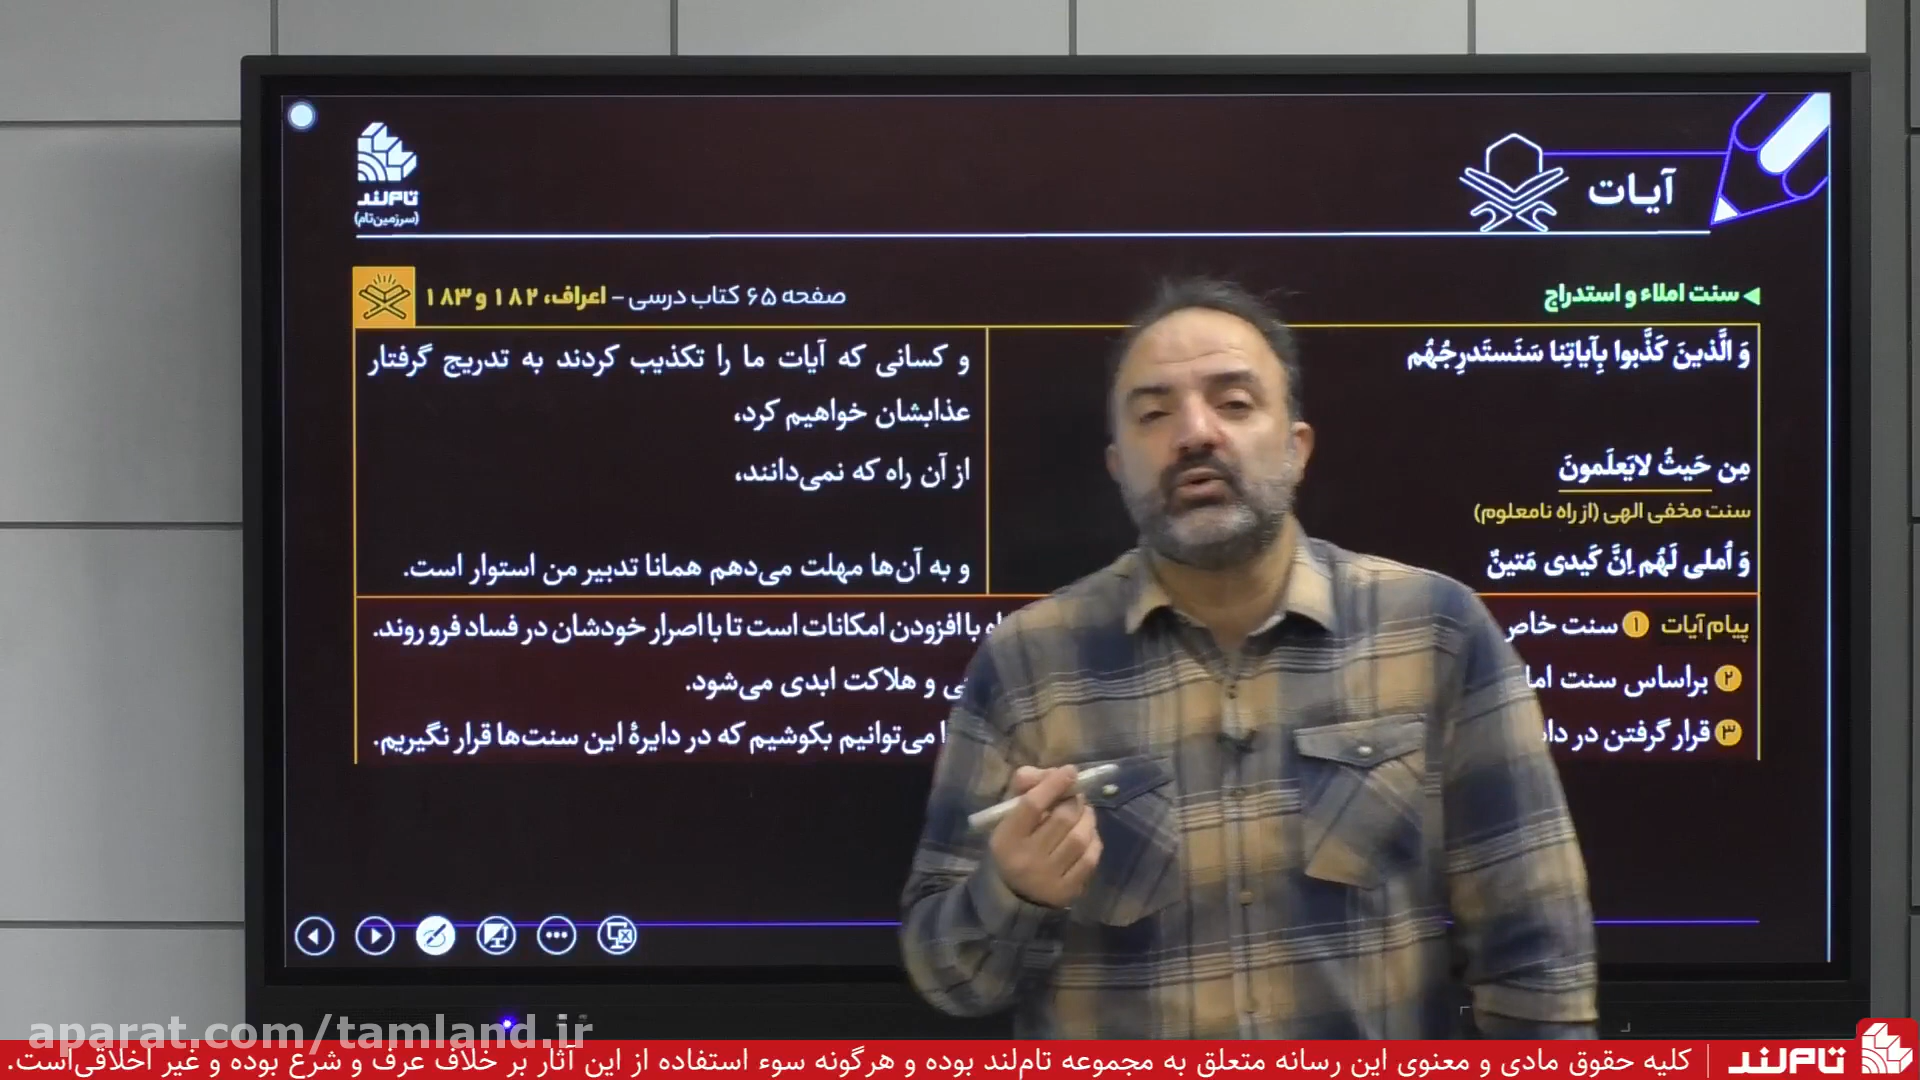 آیات
تام‌لند
(سرزمین‌تام)
سنت املاء و استدراج
صفحه ۶۵ کتاب درسی - اعراف، ۱۸۲ و ۱۸۳
وَ الَّذینَ کَذَّبوا بِآیاتِنا سَنَستَدرِجُهُم
و کسانی که آیات ما را تکذیب کردند به تدریج گرفتار
عذابشان خواهیم کرد،
مِن حَیثُ لایَعلَمونَ
از آن راه که نمی‌دانند،
سنت مخفی الهی (از راه نامعلوم)
وَ اُملی لَهُم اِنَّ کَیدی مَتینٌ
و به آن‌ها مهلت می‌دهم همانا تدبیر من استوار است.
پیام آیات ۱ سنت خاص با افزودن امکانات است تا با اصرار خودشان در فساد فرو روند.
۲ براساس سنت و هلاکت ابدی می‌شود.
۳ قرار گرفتن در می‌توانیم بکوشیم که در دایرهٔ این سنت‌ها قرار نگیریم.
aparat.com/tamland.ir
تام‌لند | کلیه حقوق مادی و معنوی این رسانه متعلق به مجموعه تام‌لند بوده و هرگونه سوء استفاده از این آثار بر خلاف عرف و شرع بوده و غیر اخلاقی‌است.